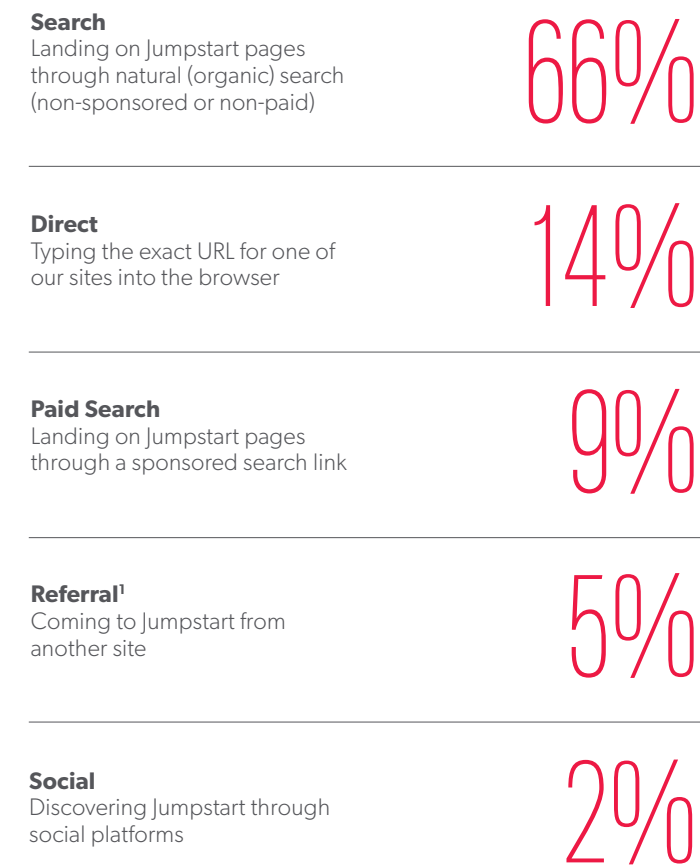 Search
Landing on Jumpstart pages
through natural (organic) search
(non-sponsored or non-paid)
66%
Direct
Typing the exact URL for one of
our sites into the browser
14%
Paid Search
Landing on Jumpstart pages
through a sponsored search link
9%
Referral¹
Coming to Jumpstart from
another site
5%
Social
Discovering Jumpstart through
social platforms
2%